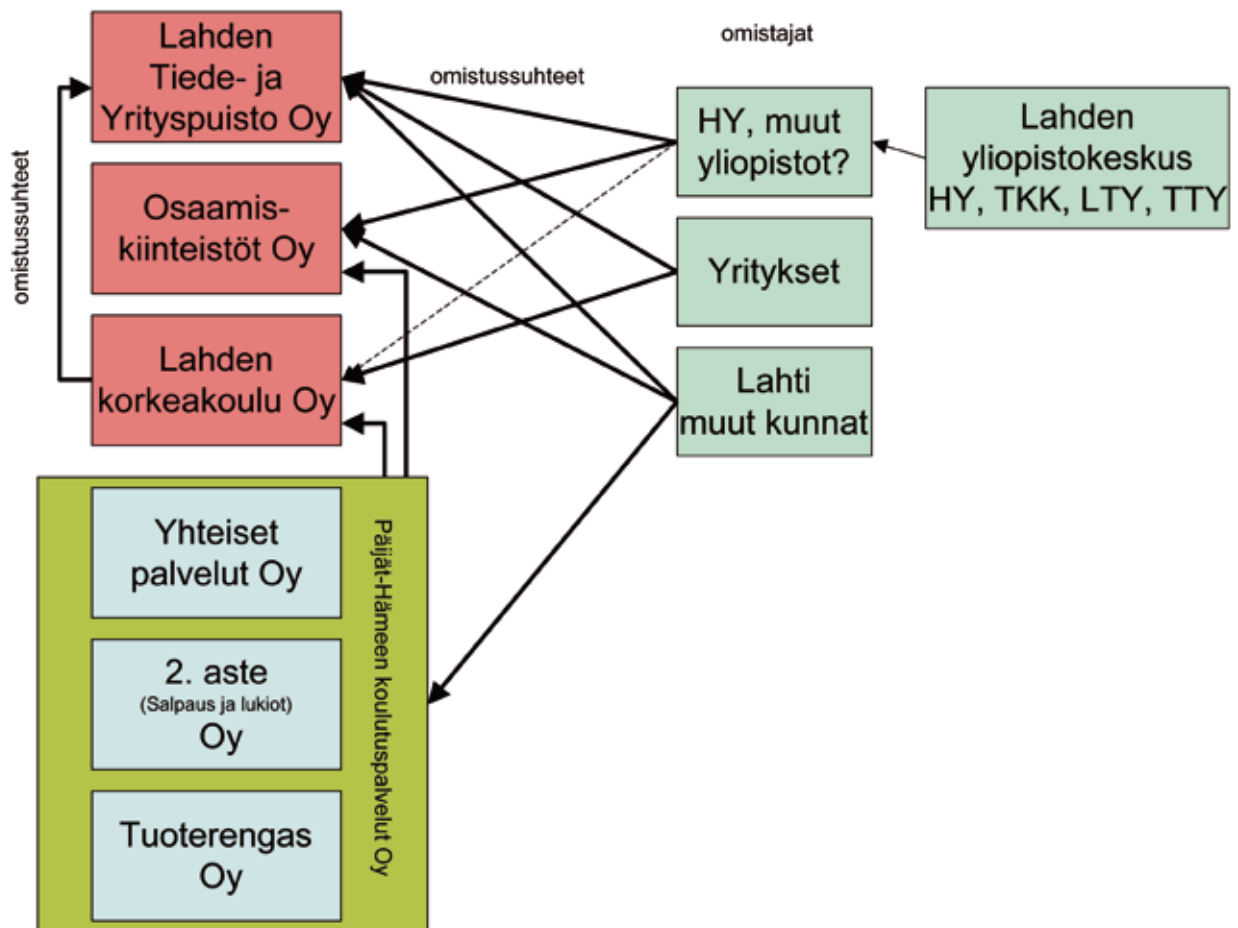 omistajat
omistussuhteet
omistussuhteet
Lahden
Tiede- ja
Yrityspuisto Oy
Osaamis-
kiinteistöt Oy
Lahden
korkeakoulu Oy
HY, muut
yliopistot?
Lahden
yliopistokeskus
HY, TKK, LTY, TTY
Yritykset
Lahti
muut kunnat
Yhteiset
palvelut Oy
2. aste
(Salpaus ja lukiot)
Oy
Tuoterengas
Oy
Päijät-Hämeen koulutuspalvelut Oy